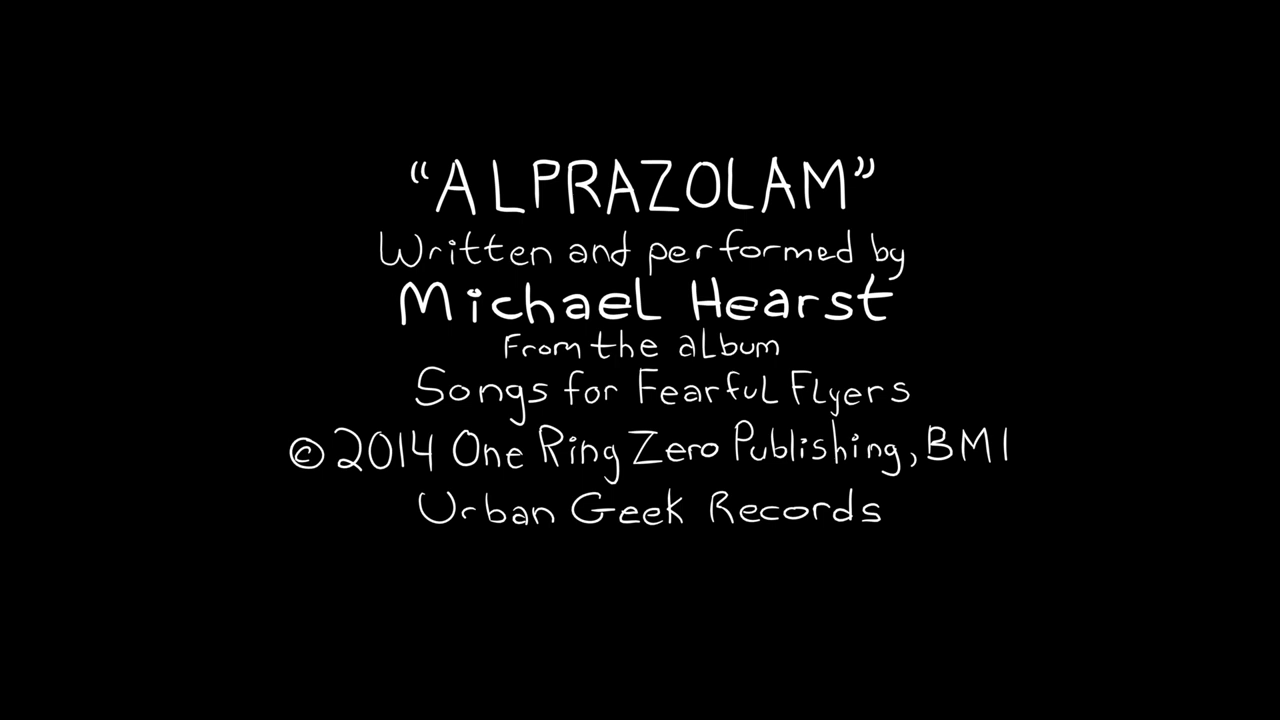 “ALPRAZOLAM”
Written and performed by
Michael Hearst
From the album
Songs for Fearful Flyers
©2014 One Ring Zero Publishing, BMI
Urban Geek Records